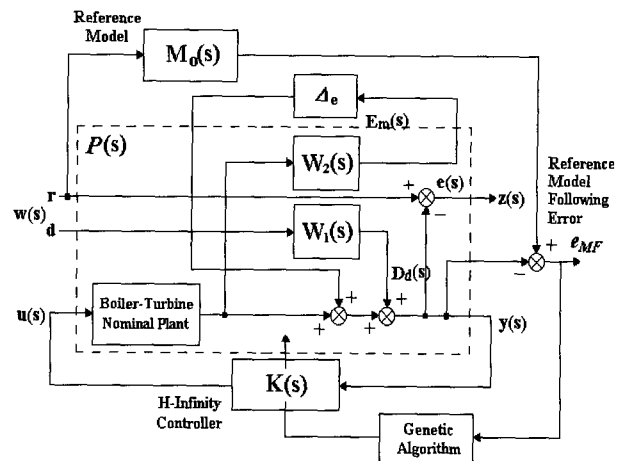 Reference
Model
M₀(s)
Δe
Em(s)
P(s)
W₂(s)
e(s)
Reference
Model
Following
Error
r
+
−
z(s)
w(s)
d
W₁(s)
+
−
eMF
Dd(s)
u(s)
Boiler-Turbine
Nominal Plant
+
+
+
+
y(s)
K(s)
H-Infinity
Controller
Genetic
Algorithm